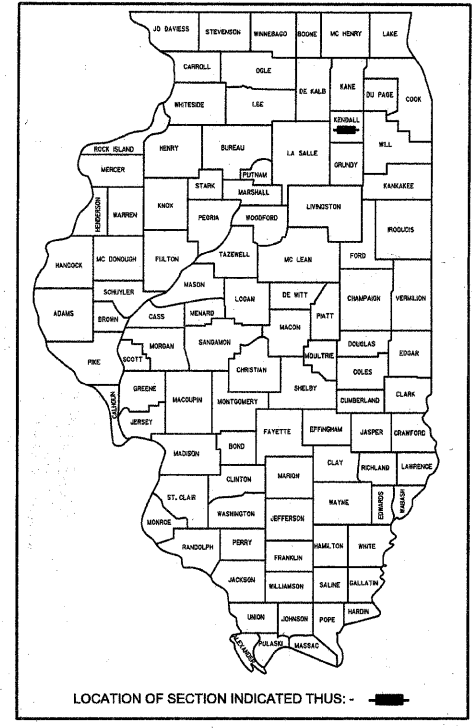 JO DAVIESS STEVENSON WINNEBAGO BOONE MC HENRY LAKE
CARROLL OGLE DE KALB KANE DU PAGE COOK
WHITESIDE LEE KENDALL WILL
ROCK ISLAND HENRY BUREAU LA SALLE GRUNDY
MERCER PUTNAM KANKAKEE
HENDERSON WARREN KNOX STARK MARSHALL LIVINGSTON
PEORIA WOODFORD IROQUOIS
HANCOCK MC DONOUGH FULTON TAZEWELL MC LEAN FORD
SCHUYLER MASON LOGAN DE WITT CHAMPAIGN VERMILION
ADAMS BROWN CASS MENARD MACON PIATT
PIKE SCOTT MORGAN SANGAMON MOULTRIE DOUGLAS EDGAR
CHRISTIAN COLES
CALHOUN GREENE MACOUPIN MONTGOMERY SHELBY CUMBERLAND CLARK
JERSEY FAYETTE EFFINGHAM JASPER CRAWFORD
MADISON BOND CLAY RICHLAND LAWRENCE
CLINTON MARION
ST. CLAIR WASHINGTON WAYNE EDWARDS WABASH
MONROE JEFFERSON
RANDOLPH PERRY FRANKLIN HAMILTON WHITE
JACKSON WILLIAMSON SALINE GALLATIN
UNION JOHNSON POPE HARDIN
ALEXANDER PULASKI MASSAC
LOCATION OF SECTION INDICATED THUS: -